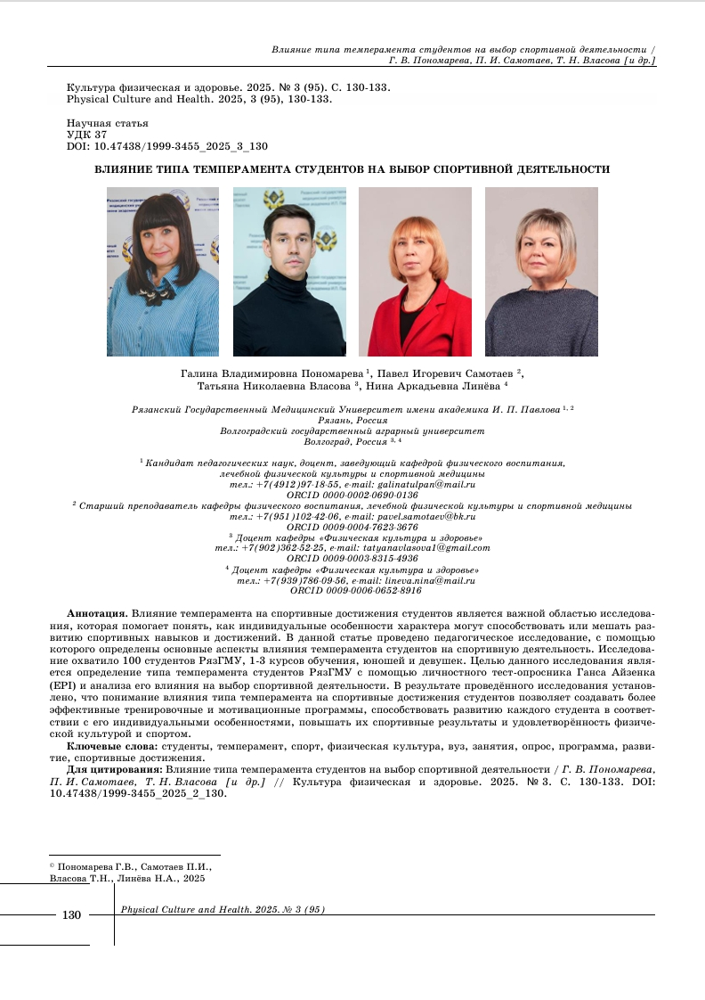 Влияние типа темперамента студентов на выбор спортивной деятельности /
Г. В. Пономарева, П. И. Самотаев, Т. Н. Власова [и др.]
Культура физическая и здоровье. 2025. № 3 (95). С. 130-133.
Physical Culture and Health. 2025, 3 (95), 130-133.
Научная статья
УДК 37
DOI: 10.47438/1999-3455_2025_3_130
ВЛИЯНИЕ ТИПА ТЕМПЕРАМЕНТА СТУДЕНТОВ НА ВЫБОР СПОРТИВНОЙ ДЕЯТЕЛЬНОСТИ
Галина Владимировна Пономарева ¹, Павел Игоревич Самотаев ²,
Татьяна Николаевна Власова ³, Нина Аркадьевна Линёва ⁴
Рязанский Государственный Медицинский Университет имени академика И. П. Павлова ¹, ²
Рязань, Россия
Волгоградский государственный аграрный университет
Волгоград, Россия ³, ⁴
¹ Кандидат педагогических наук, доцент, заведующий кафедрой физического воспитания,
лечебной физической культуры и спортивной медицины
тел.: +7(4912)97-18-55, e-mail: galinatulpan@mail.ru
ORCID 0000-0002-0690-0136
² Старший преподаватель кафедры физического воспитания, лечебной физической культуры и спортивной медицины
тел.: +7(951)102-42-06, e-mail: pavel.samotaev@bk.ru
ORCID 0009-0004-7623-3676
³ Доцент кафедры «Физическая культура и здоровье»
тел.: +7(902)362-52-25, e-mail: tatyanavlasova1@gmail.com
ORCID 0009-0003-8315-4936
⁴ Доцент кафедры «Физическая культура и здоровье»
тел.: +7(939)786-09-56, e-mail: lineva.nina@mail.ru
ORCID 0009-0006-0652-8916
Аннотация. Влияние темперамента на спортивные достижения студентов является важной областью исследова-
ния, которая помогает понять, как индивидуальные особенности характера могут способствовать или мешать раз-
витию спортивных навыков и достижений. В данной статье проведено педагогическое исследование, с помощью
которого определены основные аспекты влияния темперамента студентов на спортивную деятельность. Исследова-
ние охватило 100 студентов РязГМУ, 1-3 курсов обучения, юношей и девушек. Целью данного исследования явля-
ется определение типа темперамента студентов РязГМУ с помощью личностного тест-опросника Ганса Айзенка
(EPI) и анализа его влияния на выбор спортивной деятельности. В результате проведённого исследования установ-
лено, что понимание влияния типа темперамента на спортивные достижения студентов позволяет создавать более
эффективные тренировочные и мотивационные программы, способствовать развитию каждого студента в соответ-
ствии с его индивидуальными особенностями, повышать их спортивные результаты и удовлетворённость физиче-
ской культурой и спортом.
Ключевые слова: студенты, темперамент, спорт, физическая культура, вуз, занятия, опрос, программа, разви-
тие, спортивные достижения.
Для цитирования: Влияние типа темперамента студентов на выбор спортивной деятельности / Г. В. Пономарева,
П. И. Самотаев, Т. Н. Власова [и др.] // Культура физическая и здоровье. 2025. № 3. С. 130-133. DOI:
10.47438/1999-3455_2025_2_130.
© Пономарева Г.В., Самотаев П.И.,
Власова Т.Н., Линёва Н.А., 2025
130
Physical Culture and Health. 2025. № 3 (95)